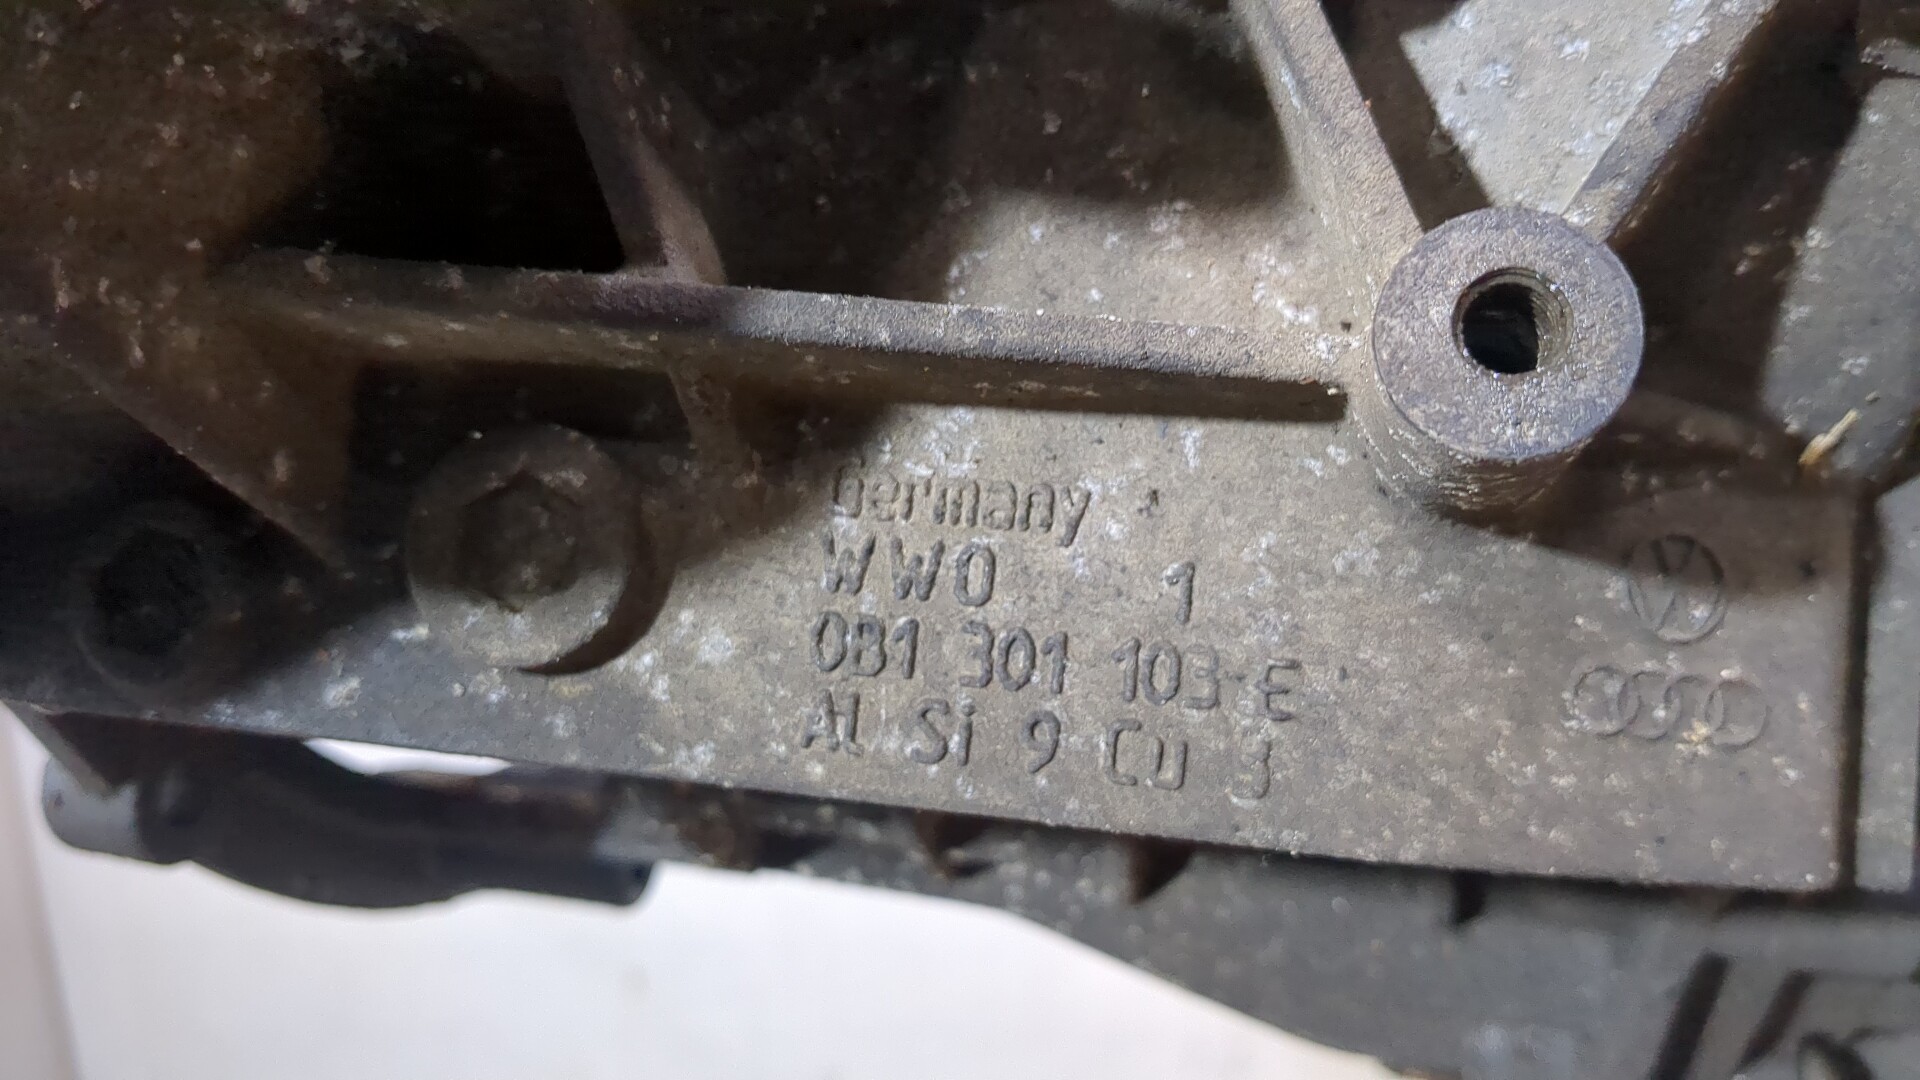 Germany
WWO 1
0B1 301 103 E
Al Si 9 Cu 3